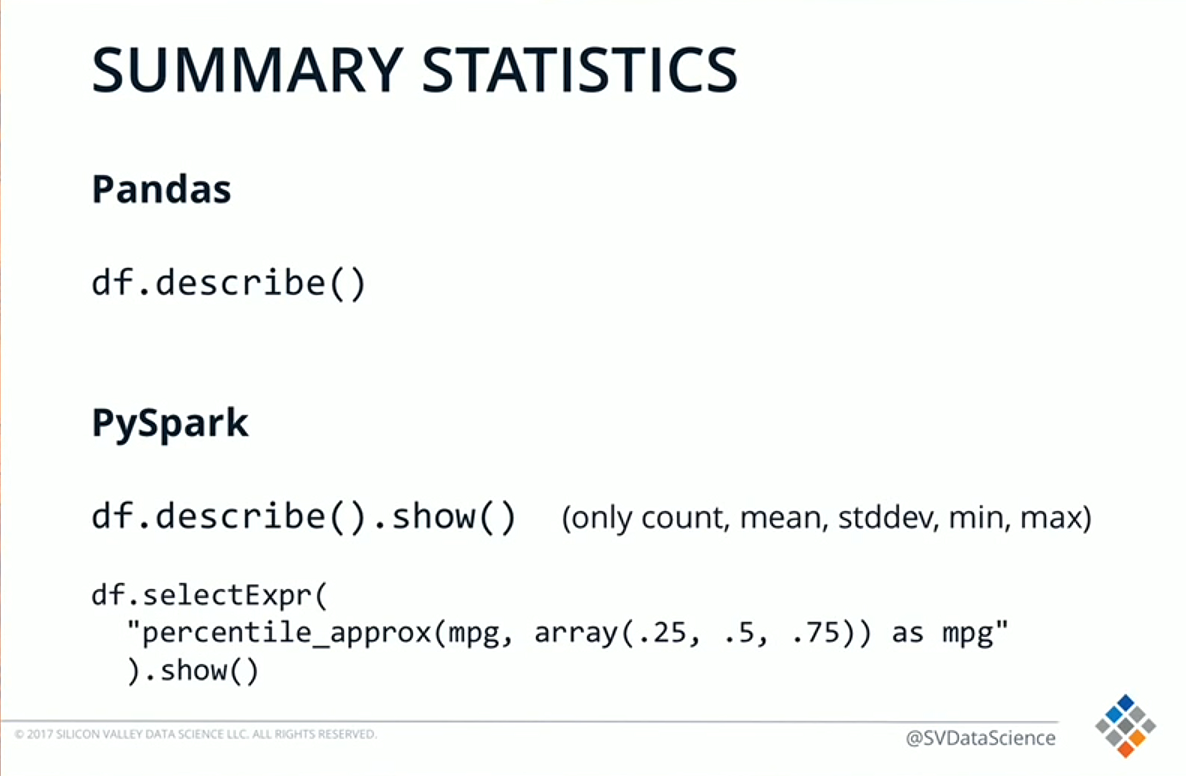 SUMMARY STATISTICS
Pandas
df.describe()
PySpark
df.describe().show() (only count, mean, stddev, min, max)
df.selectExpr(
"percentile_approx(mpg, array(.25, .5, .75)) as mpg"
).show()
© 2017 SILICON VALLEY DATA SCIENCE LLC. ALL RIGHTS RESERVED.
@SVDataScience